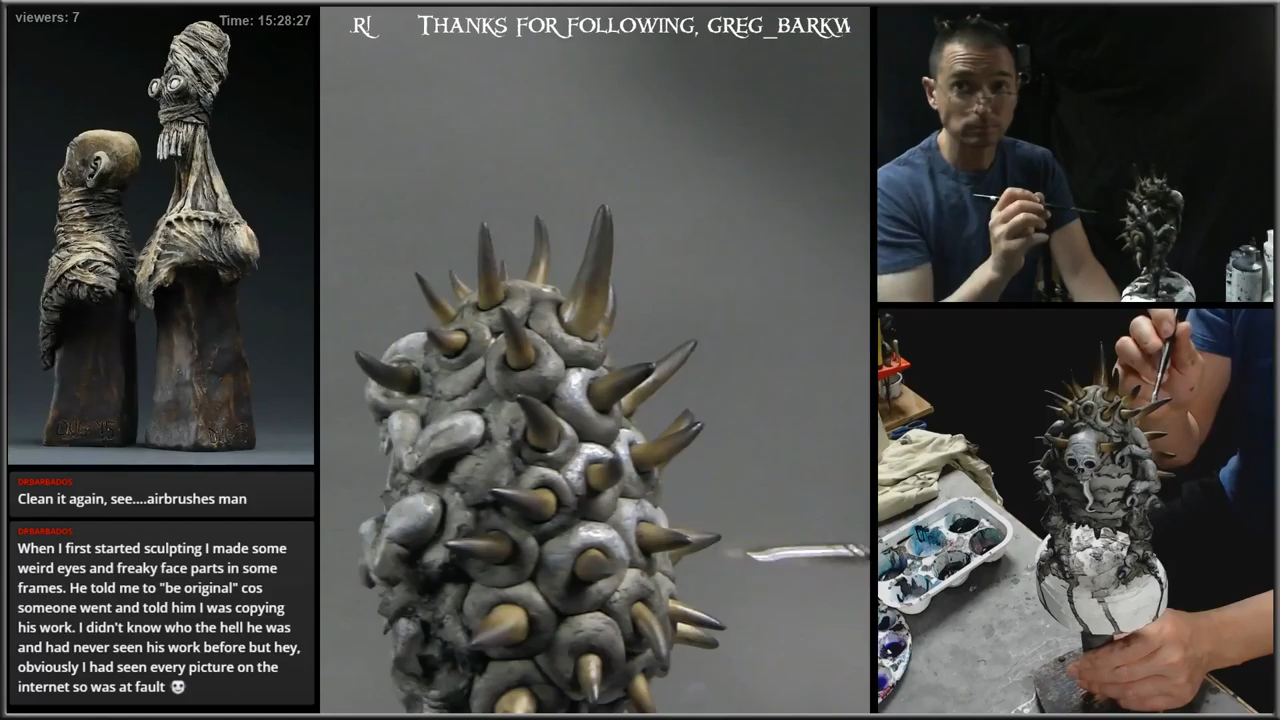 viewers: 7
Time: 15:28:27
THANKS FOR FOLLOWING, GREG_BARKW
DRBARBADOS
Clean it again, see....airbrushes man
DRBARBADOS
When I first started sculpting I made some
weird eyes and freaky face parts in some
frames. He told me to "be original" cos
someone went and told him I was copying
his work. I didn't know who the hell he was
and had never seen his work before but hey,
obviously I had seen every picture on the
internet so was at fault